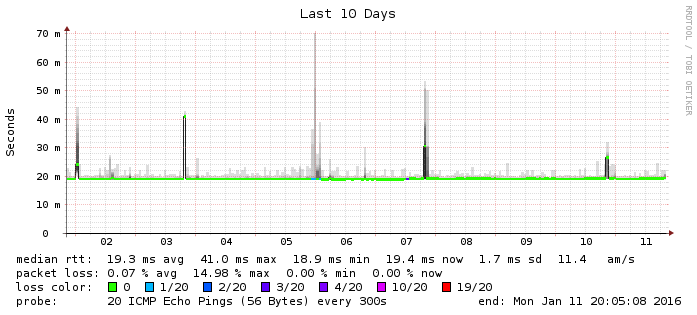 Last 10 Days
RRDTOOL / TOBI OETIKER
Seconds
70 m
60 m
50 m
40 m
30 m
20 m
10 m
0
02 03 04 05 06 07 08 09 10 11
median rtt: 19.3 ms avg 41.0 ms max 18.9 ms min 19.4 ms now 1.7 ms sd 11.4 am/s
packet loss: 0.07 % avg 14.98 % max 0.00 % min 0.00 % now
loss color: 0 1/20 2/20 3/20 4/20 10/20 19/20
probe: 20 ICMP Echo Pings (56 Bytes) every 300s end: Mon Jan 11 20:05:08 2016